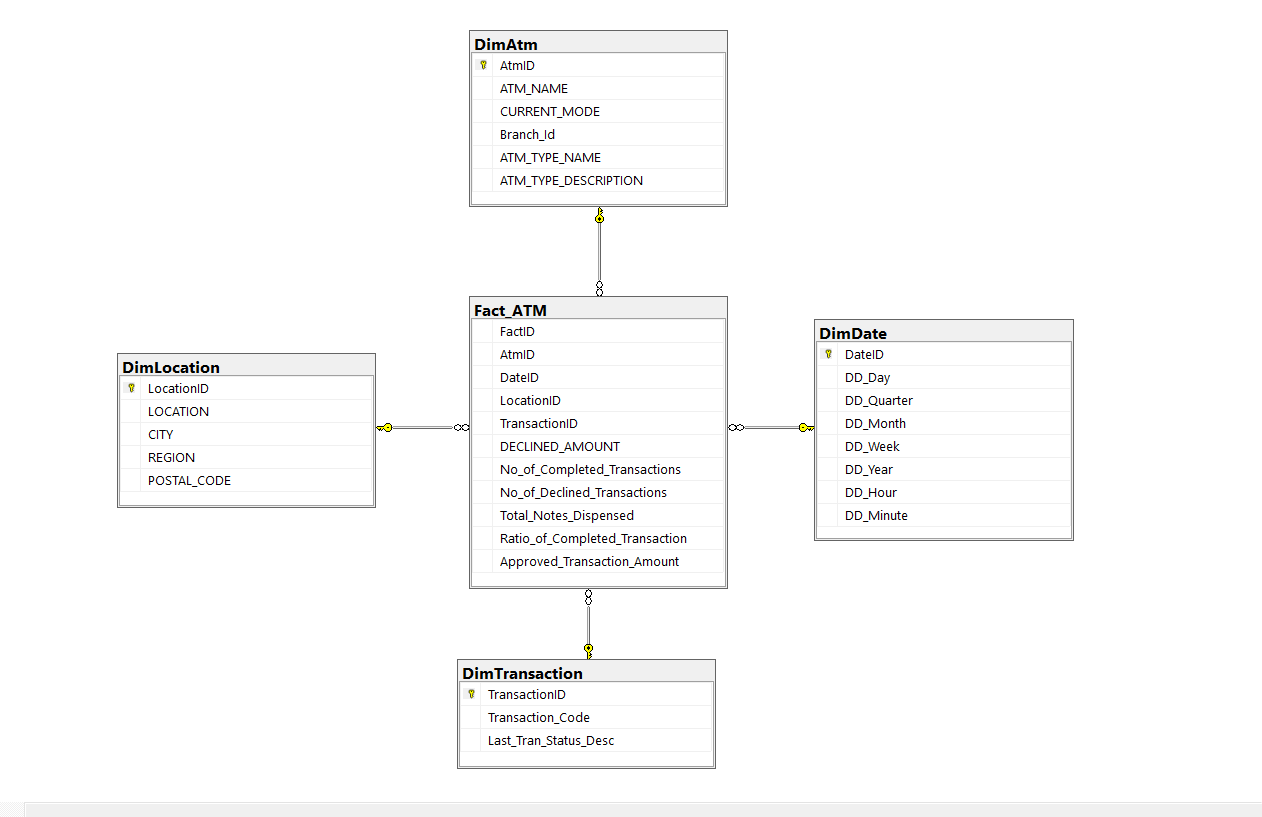 DimAtm
AtmID
ATM_NAME
CURRENT_MODE
Branch_Id
ATM_TYPE_NAME
ATM_TYPE_DESCRIPTION
Fact_ATM
FactID
AtmID
DateID
LocationID
TransactionID
DECLINED_AMOUNT
No_of_Completed_Transactions
No_of_Declined_Transactions
Total_Notes_Dispensed
Ratio_of_Completed_Transaction
Approved_Transaction_Amount
DimLocation
LocationID
LOCATION
CITY
REGION
POSTAL_CODE
DimDate
DateID
DD_Day
DD_Quarter
DD_Month
DD_Week
DD_Year
DD_Hour
DD_Minute
DimTransaction
TransactionID
Transaction_Code
Last_Tran_Status_Desc